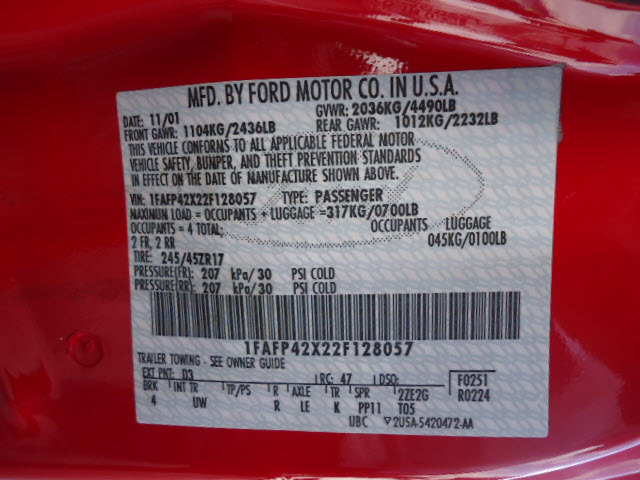 MFD. BY FORD MOTOR CO. IN U.S.A.
DATE: 11/01 GVWR: 2036KG/4490LB
FRONT GAWR: 1104KG/2436LB REAR GAWR: 1012KG/2232LB
THIS VEHICLE CONFORMS TO ALL APPLICABLE FEDERAL MOTOR
VEHICLE SAFETY, BUMPER, AND THEFT PREVENTION STANDARDS
IN EFFECT ON THE DATE OF MANUFACTURE SHOWN ABOVE.
VIN: 1FAFP42X22F128057 TYPE: PASSENGER
MAXIMUM LOAD = OCCUPANTS + LUGGAGE =317KG/0700LB
OCCUPANTS = 4 TOTAL; OCCUPANTS LUGGAGE
2 FR, 2 RR 045KG/0100LB
TIRE: 245/45ZR17
PRESSURE(FR): 207 kPa/30 PSI COLD
PRESSURE(RR): 207 kPa/30 PSI COLD
1FAFP42X22F128057
TRAILER TOWING - SEE OWNER GUIDE
EXT PNT: D3 RC: 47 DSO: F0251
BRK INT TR TP/PS R AXLE TR SPR 2ZE2G R0224
4 UW R LE K PP11 T05
UBC ▽2U5A-5420472-AA